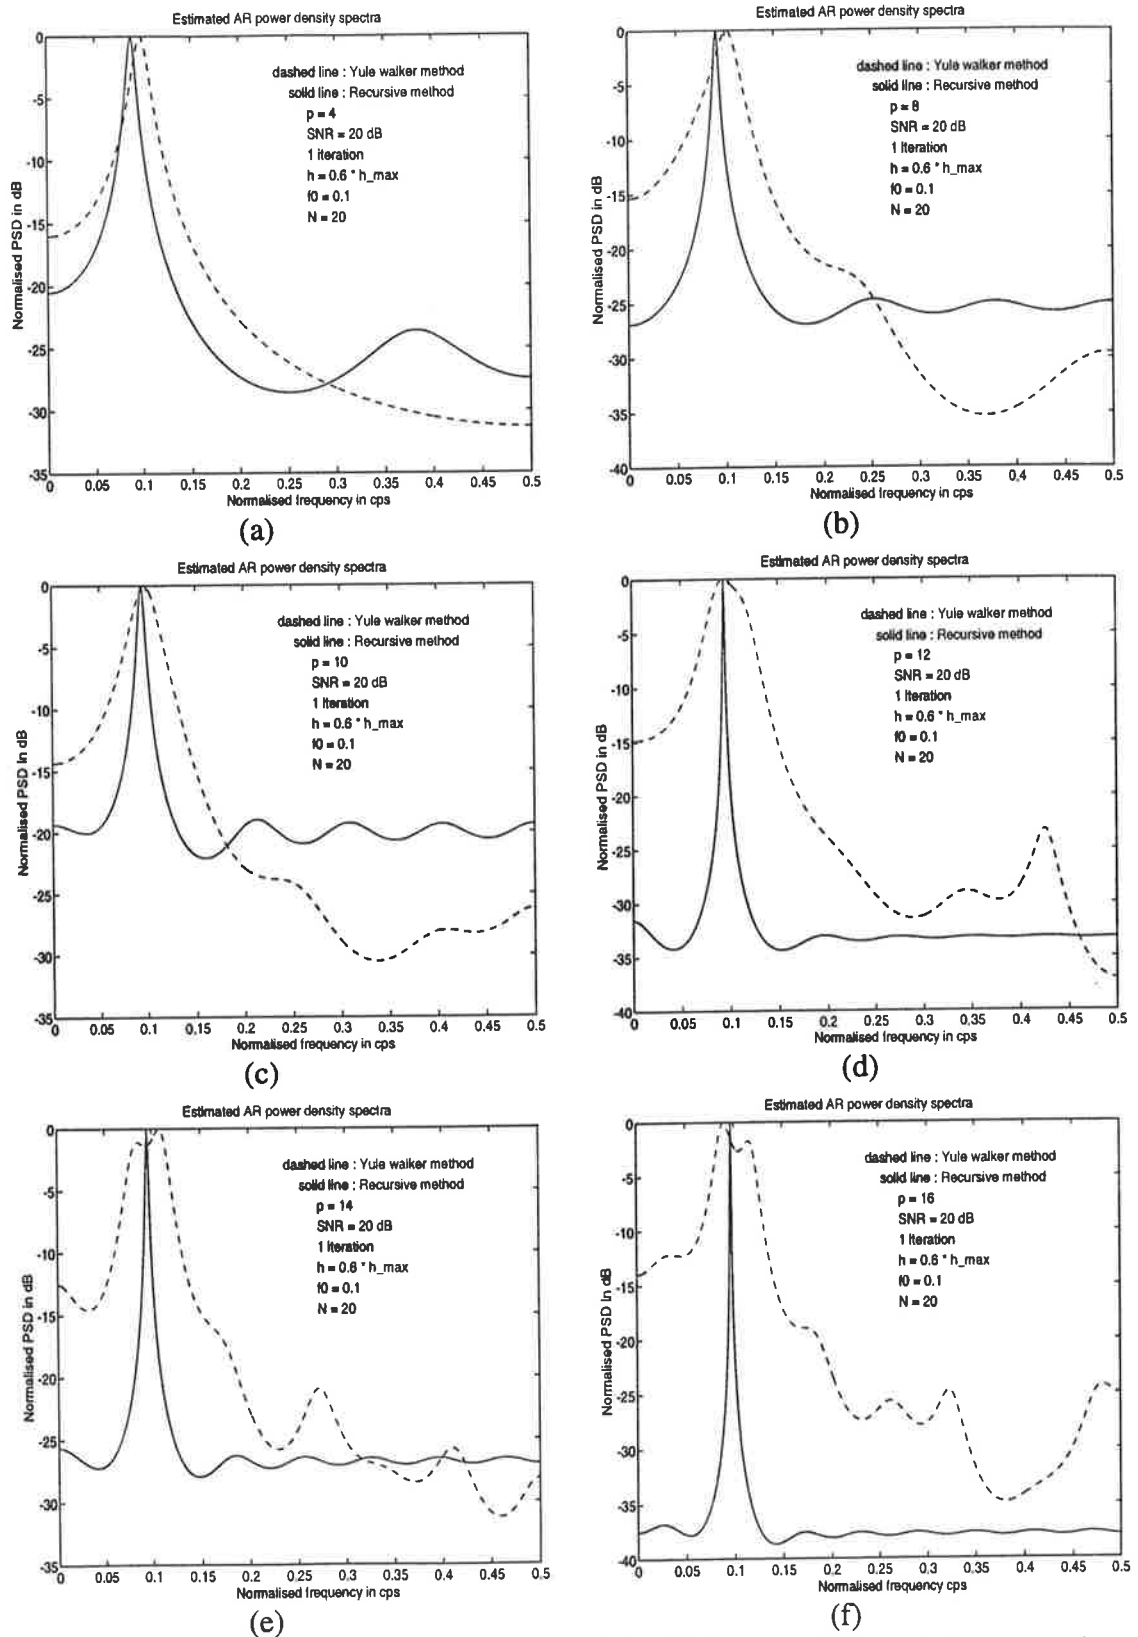 Estimated AR power density spectra
0
-5
-10
-15
-20
-25
-30
-35
Normalised PSD in dB
dashed line : Yule walker method
solid line : Recursive method
p = 4
SNR = 20 dB
1 iteration
h = 0.6 * h_max
f0 = 0.1
N = 20
0 0.05 0.1 0.15 0.2 0.25 0.3 0.35 0.4 0.45 0.5
Normalised frequency in cps
(a)
Estimated AR power density spectra
0
-5
-10
-15
-20
-25
-30
-35
-40
Normalised PSD in dB
dashed line : Yule walker method
solid line : Recursive method
p = 8
SNR = 20 dB
1 iteration
h = 0.6 * h_max
f0 = 0.1
N = 20
0 0.05 0.1 0.15 0.2 0.25 0.3 0.35 0.4 0.45 0.5
Normalised frequency in cps
(b)
Estimated AR power density spectra
0
-5
-10
-15
-20
-25
-30
-35
Normalised PSD in dB
dashed line : Yule walker method
solid line : Recursive method
p = 10
SNR = 20 dB
1 iteration
h = 0.6 * h_max
f0 = 0.1
N = 20
0 0.05 0.1 0.15 0.2 0.25 0.3 0.35 0.4 0.45 0.5
Normalised frequency in cps
(c)
Estimated AR power density spectra
0
-5
-10
-15
-20
-25
-30
-35
-40
Normalised PSD in dB
dashed line : Yule walker method
solid line : Recursive method
p = 12
SNR = 20 dB
1 iteration
h = 0.6 * h_max
f0 = 0.1
N = 20
0 0.05 0.1 0.15 0.2 0.25 0.3 0.35 0.4 0.45 0.5
Normalised frequency in cps
(d)
Estimated AR power density spectra
0
-5
-10
-15
-20
-25
-30
-35
Normalised PSD in dB
dashed line : Yule walker method
solid line : Recursive method
p = 14
SNR = 20 dB
1 iteration
h = 0.6 * h_max
f0 = 0.1
N = 20
0 0.05 0.1 0.15 0.2 0.25 0.3 0.35 0.4 0.45 0.5
Normalised frequency in cps
(e)
Estimated AR power density spectra
0
-5
-10
-15
-20
-25
-30
-35
-40
Normalised PSD in dB
dashed line : Yule walker method
solid line : Recursive method
p = 16
SNR = 20 dB
1 iteration
h = 0.6 * h_max
f0 = 0.1
N = 20
0 0.05 0.1 0.15 0.2 0.25 0.3 0.35 0.4 0.45 0.5
Normalised frequency cps
(f)